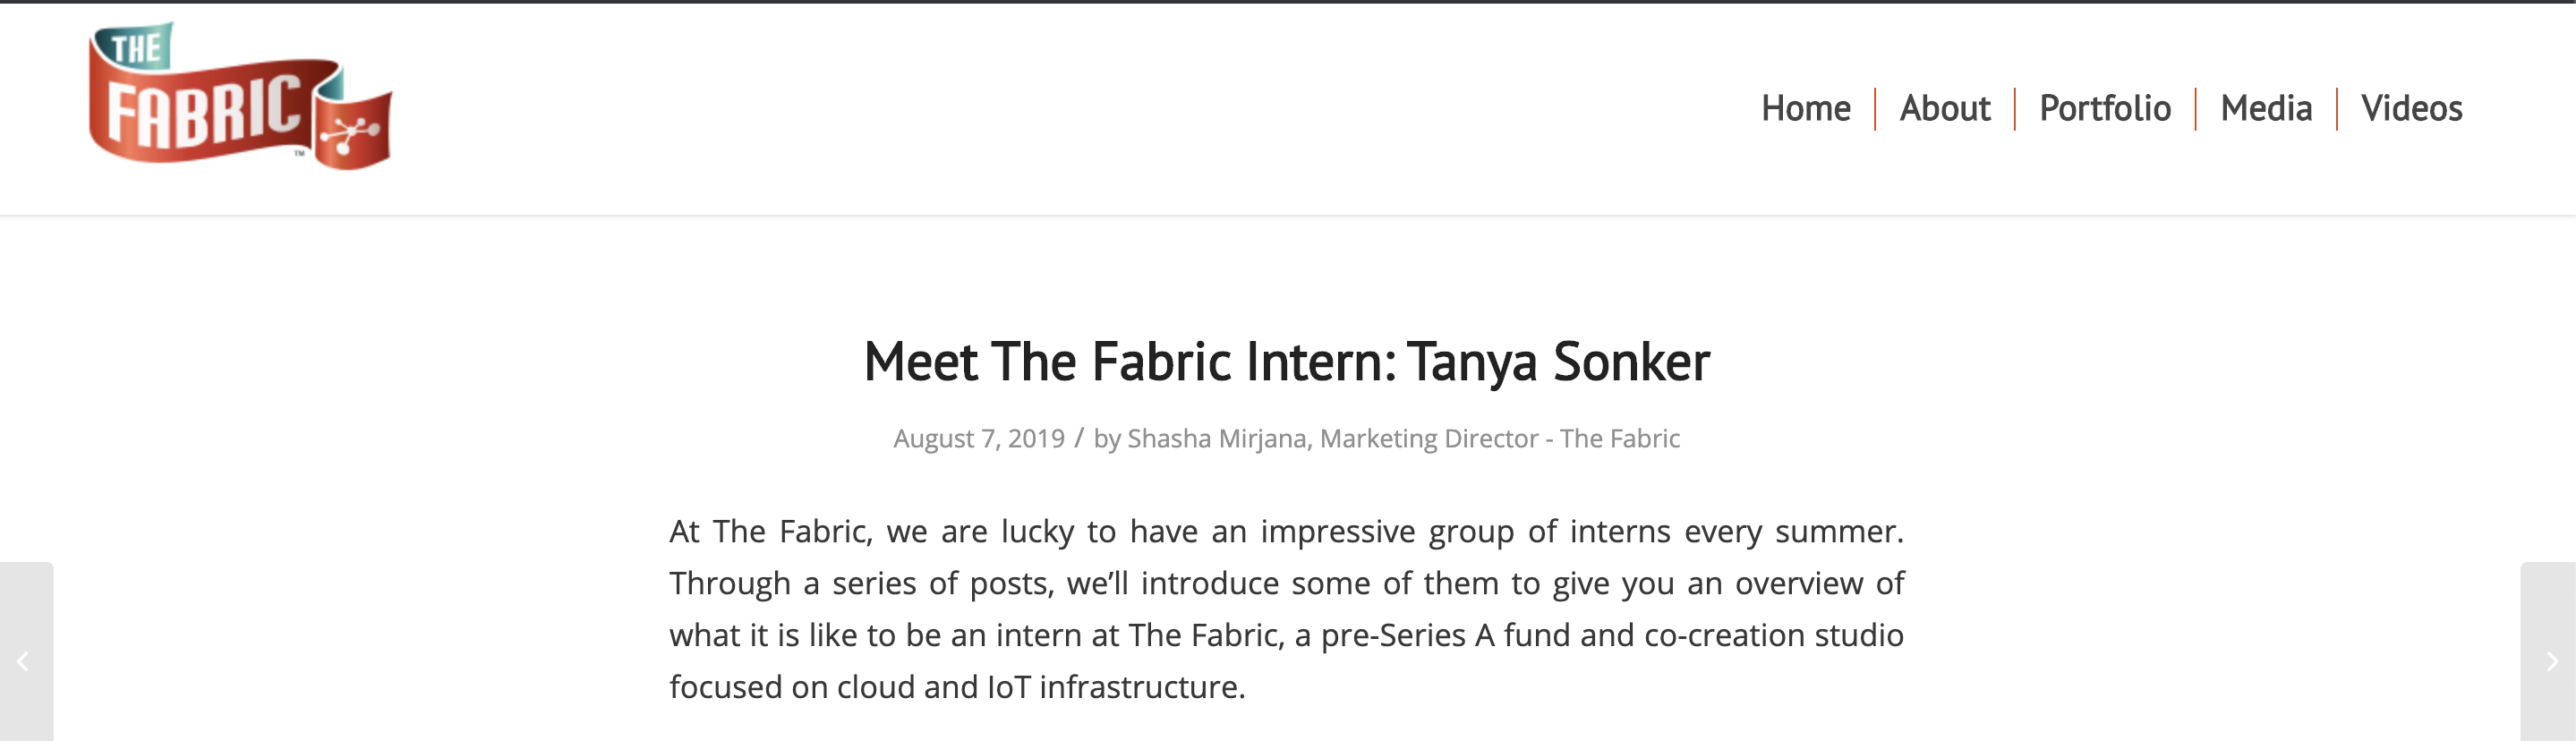 THE
FABRIC
™
Home
About
Portfolio
Media
Videos
Meet The Fabric Intern: Tanya Sonker
August 7, 2019 / by Shasha Mirjana, Marketing Director - The Fabric
At The Fabric, we are lucky to have an impressive group of interns every summer.
Through a series of posts, we’ll introduce some of them to give you an overview of
what it is like to be an intern at The Fabric, a pre-Series A fund and co-creation studio
focused on cloud and IoT infrastructure.